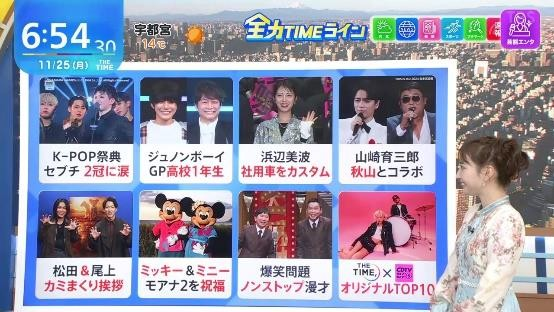 6:54 30
11/25(月)
THE TIME,
宇都宮
14℃
全力TIMEライン
芸能エンタ
K-POP祭典
セブチ 2冠に涙
ジュノンボーイ
GP高校1年生
浜辺美波
社用車をカスタム
山崎育三郎
秋山とコラボ
松田&尾上
カミまくり挨拶
ミッキー&ミニー
モアナ2を祝福
爆笑問題
ノンストップ漫才
THE TIME, × CDTV
オリジナルTOP10